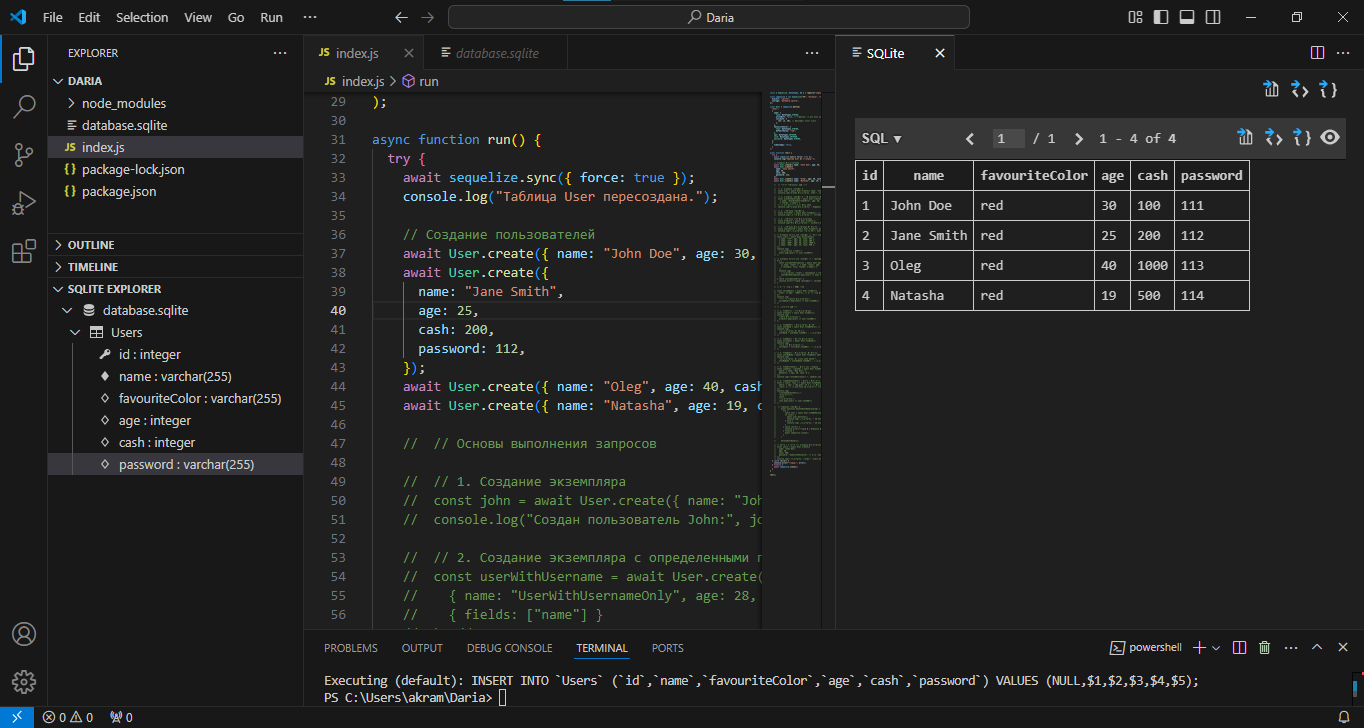 File Edit Selection View Go Run ··· Daria
EXPLORER ···
DARIA
node_modules
database.sqlite
JS index.js
{} package-lock.json
{} package.json
OUTLINE
TIMELINE
SQLITE EXPLORER
database.sqlite
Users
id : integer
name : varchar(255)
favouriteColor : varchar(255)
age : integer
cash : integer
password : varchar(255)
JS index.js database.sqlite ···
JS index.js > run
29 );
30
31 async function run() {
32 try {
33 await sequelize.sync({ force: true });
34 console.log("Таблица User пересоздана.");
35
36 // Создание пользователей
37 await User.create({ name: "John Doe", age: 30,
38 await User.create({
39 name: "Jane Smith",
40 age: 25,
41 cash: 200,
42 password: 112,
43 });
44 await User.create({ name: "Oleg", age: 40, cash
45 await User.create({ name: "Natasha", age: 19, c
46
47 // // Основы выполнения запросов
48
49 // // 1. Создание экземпляра
50 // const john = await User.create({ name: "Joh
51 // console.log("Создан пользователь John:", jo
52
53 // // 2. Создание экземпляра с определенными п
54 // const userWithUsername = await User.create(
55 // { name: "UserWithUsernameOnly", age: 28,
56 // { fields: ["name"] }
SQLite
SQL ▼ 1 / 1 1 - 4 of 4
id name favouriteColor age cash password
1 John Doe red 30 100 111
2 Jane Smith red 25 200 112
3 Oleg red 40 1000 113
4 Natasha red 19 500 114
PROBLEMS OUTPUT DEBUG CONSOLE TERMINAL PORTS powershell
Executing (default): INSERT INTO `Users` (`id`,`name`,`favouriteColor`,`age`,`cash`,`password`) VALUES (NULL,$1,$2,$3,$4,$5);
PS C:\Users\akram\Daria>
0 0 0